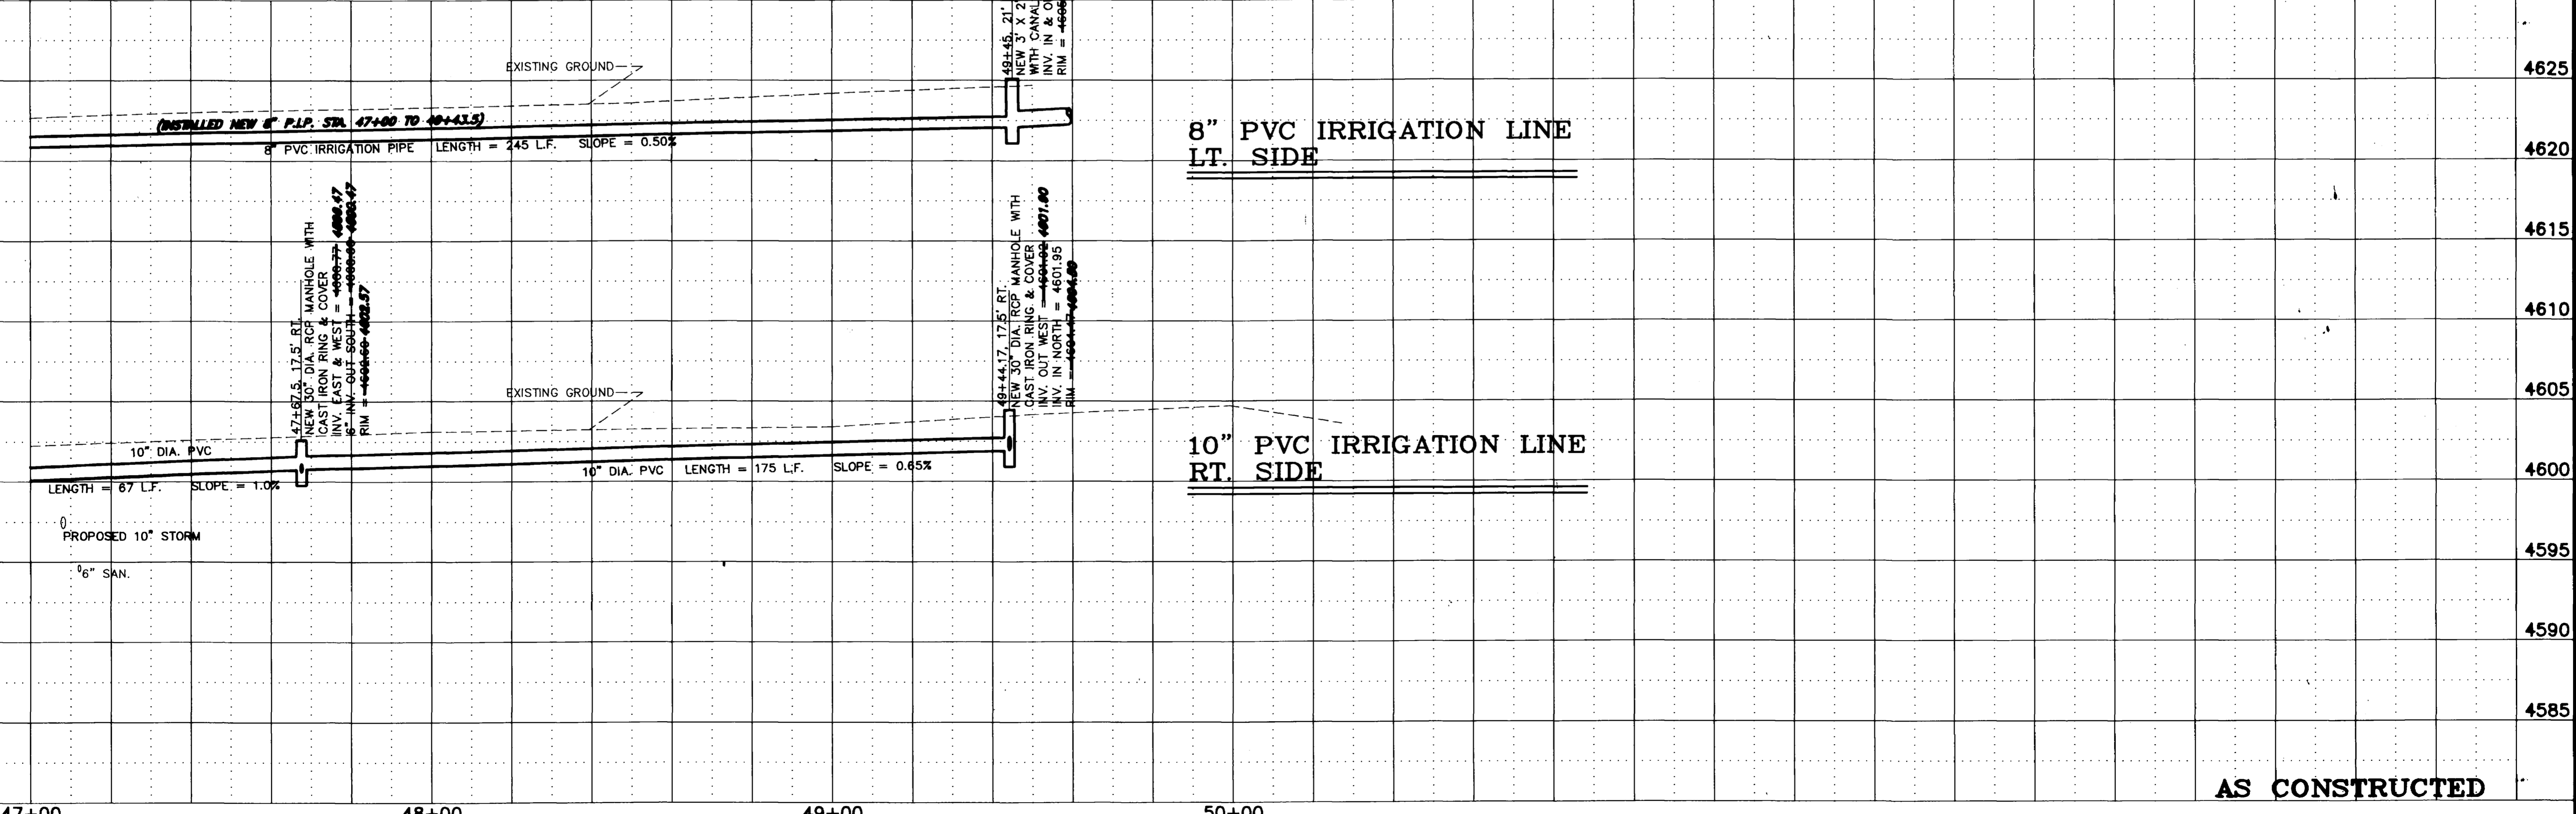 49+45, 21'
NEW 3' X 2'
WITH CANAL
INV. IN & O
RIM =
EXISTING GROUND
4625
(INSTALLED NEW 8" P.I.P. STA. 47+00 TO 49+43.5)
8" PVC IRRIGATION PIPE LENGTH = 245 L.F. SLOPE = 0.50%
8" PVC IRRIGATION LINE
LT. SIDE
4620
4615
4610
47+67.5, 17.5' RT.
NEW 30" DIA. RCP MANHOLE WITH
CAST IRON RING & COVER
INV. EAST & WEST =
6" INV. OUT SOUTH =
RIM = 4602.57
49+44.17, 17.5' RT.
NEW 30" DIA. RCP MANHOLE WITH
CAST IRON RING & COVER
INV. OUT WEST = 4601.80
INV. IN NORTH = 4601.95
RIM = 4604.47
EXISTING GROUND
4605
10" DIA. PVC
LENGTH = 67 L.F. SLOPE = 1.0%
10" DIA. PVC LENGTH = 175 L.F. SLOPE = 0.65%
10" PVC IRRIGATION LINE
RT. SIDE
4600
PROPOSED 10" STORM
4595
6" SAN.
4590
4585
AS CONSTRUCTED
47+00 48+00 49+00 50+00